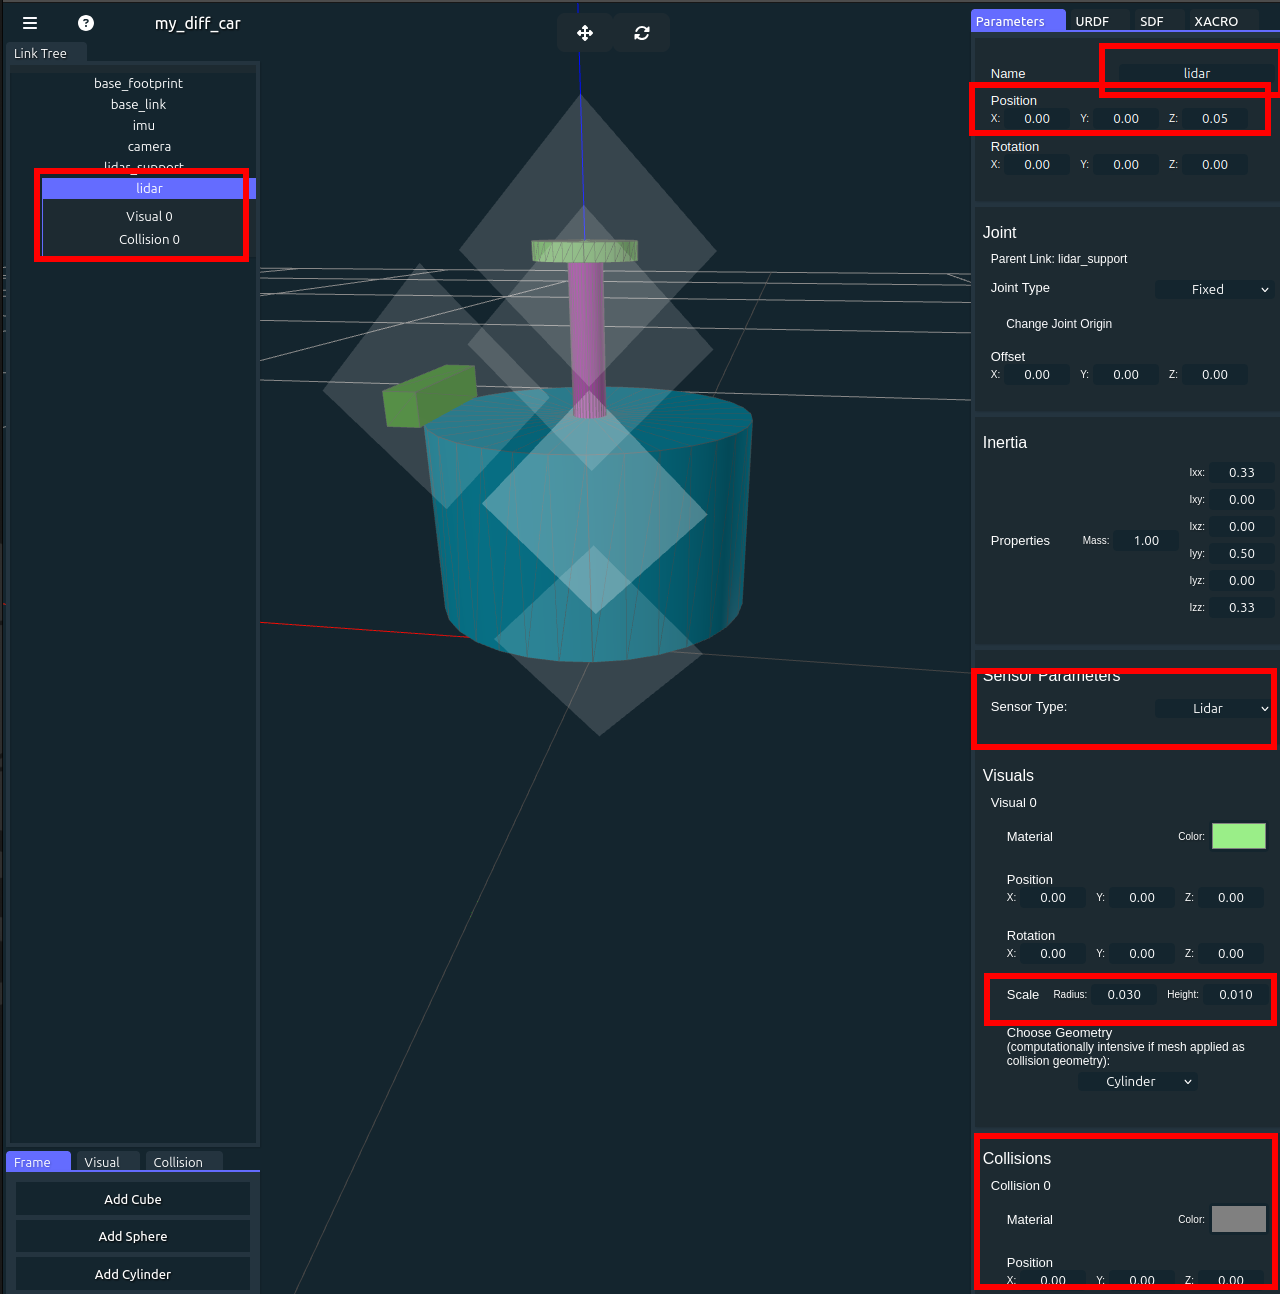 my_diff_car
Link Tree
base_footprint
base_link
imu
camera
lidar_support
lidar
Visual 0
Collision 0
Frame Visual Collision
Add Cube
Add Sphere
Add Cylinder
Parameters URDF SDF XACRO
Name lidar
Position
X: 0.00 Y: 0.00 Z: 0.05
Rotation
X: 0.00 Y: 0.00 Z: 0.00
Joint
Parent Link: lidar_support
Joint Type Fixed
Change Joint Origin
Offset
X: 0.00 Y: 0.00 Z: 0.00
Inertia
Ixx: 0.33
Ixy: 0.00
Ixz: 0.00
Properties Mass: 1.00
Iyy: 0.50
Iyz: 0.00
Izz: 0.33
Sensor Parameters
Sensor Type: Lidar
Visuals
Visual 0
Material Color:
Position
X: 0.00 Y: 0.00 Z: 0.00
Rotation
X: 0.00 Y: 0.00 Z: 0.00
Scale Radius: 0.030 Height: 0.010
Choose Geometry
(computationally intensive if mesh applied as
collision geometry):
Cylinder
Collisions
Collision 0
Material Color:
Position
X: 0.00 Y: 0.00 Z: 0.00